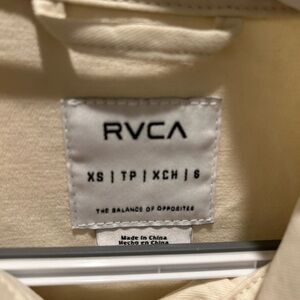 RVCA
XS | TP | XCH | S
THE BALANCE OF OPPOSITES
Made in China
Hecho en China